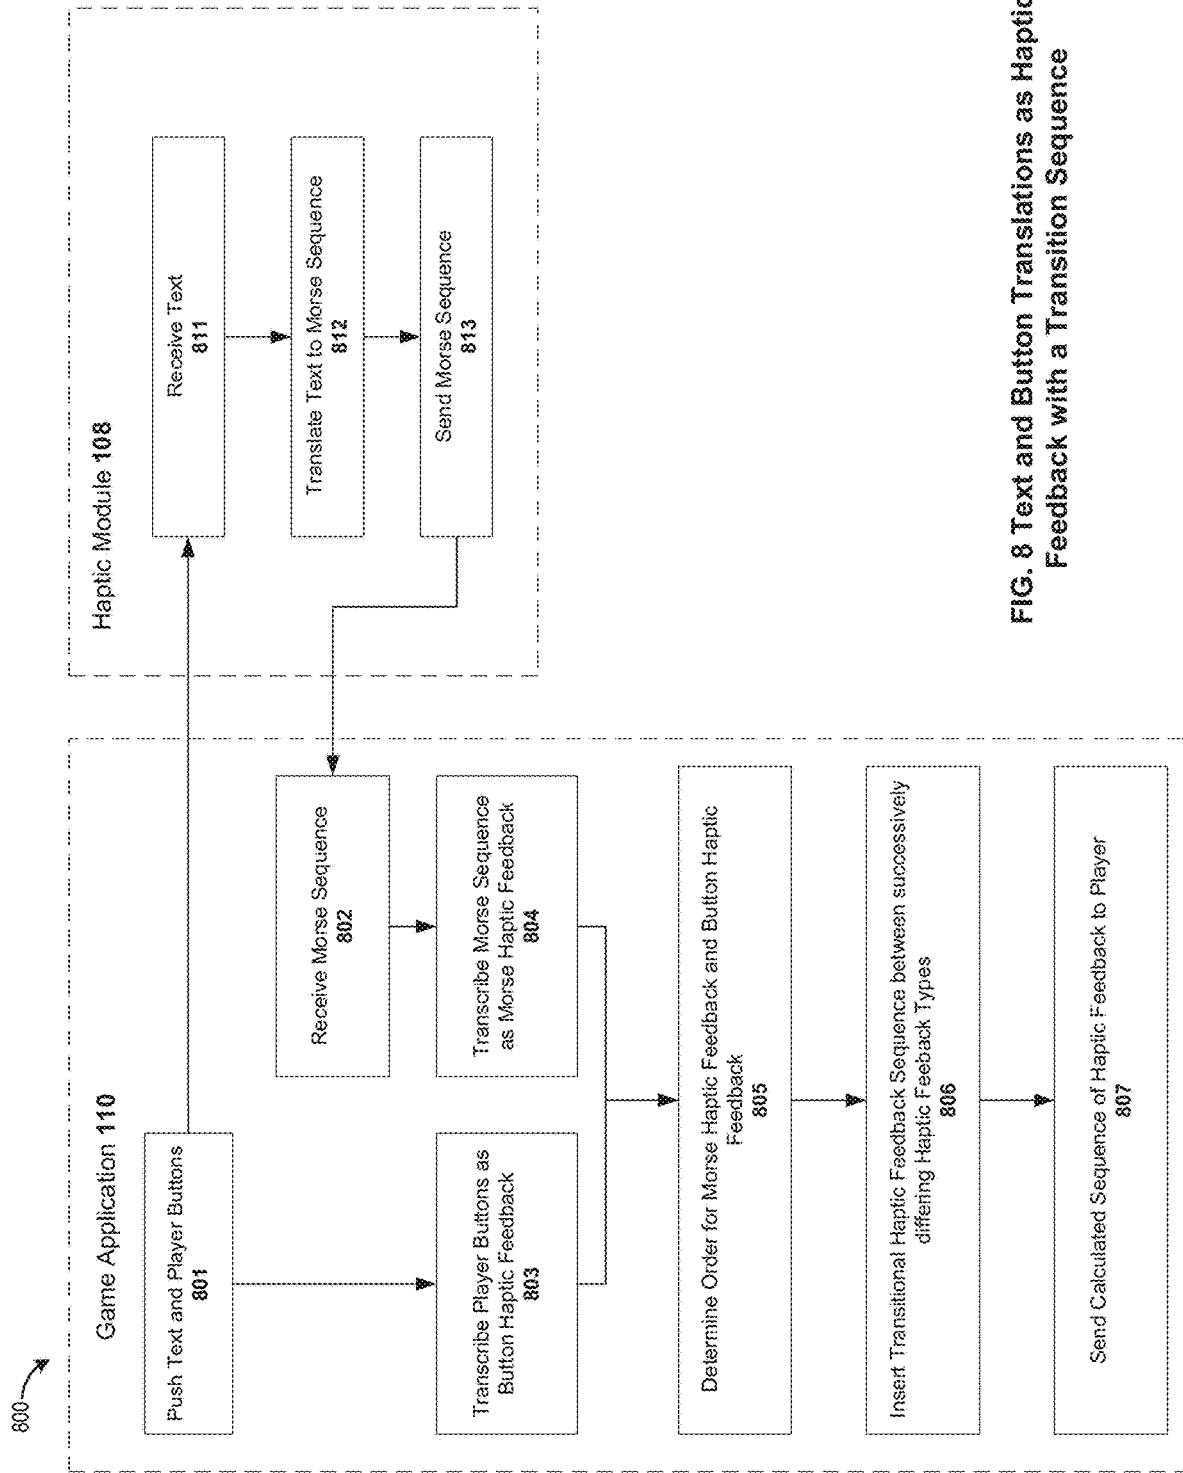 800
Game Application 110
Push Text and Player Buttons
801
Transcribe Player Buttons as
Button Haptic Feedback
803
Receive Morse Sequence
802
Transcribe Morse Sequence
as Morse Haptic Feedback
804
Determine Order for Morse Haptic Feedback and Button Haptic
Feedback
805
Insert Transitional Haptic Feedback Sequence between successively
differing Haptic Feeback Types
806
Send Calculated Sequence of Haptic Feedback to Player
807
Haptic Module 108
Receive Text
811
Translate Text to Morse Sequence
812
Send Morse Sequence
813
FIG. 8 Text and Button Translations as Haptic
Feedback with a Transition Sequence